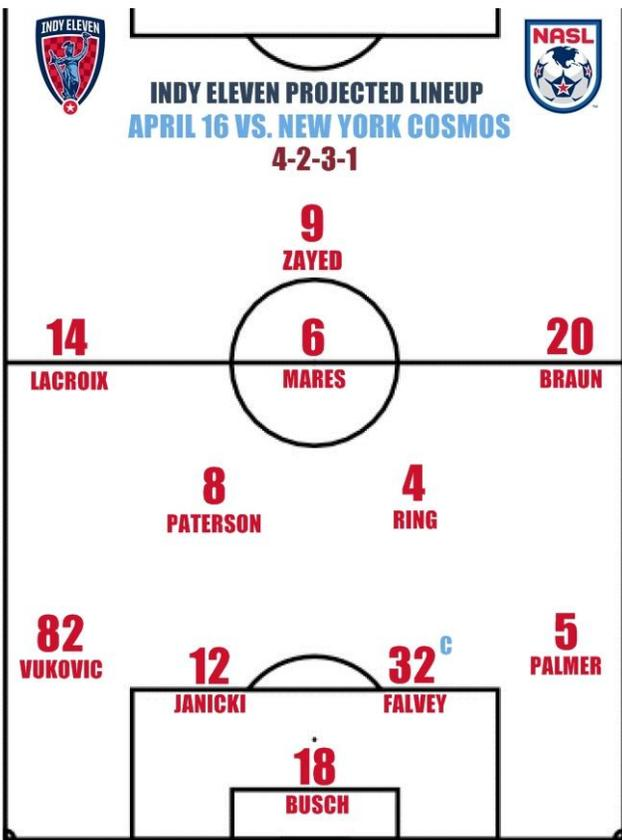 INDY ELEVEN
NASL
INDY ELEVEN PROJECTED LINEUP
APRIL 16 VS. NEW YORK COSMOS
4-2-3-1
9
ZAYED
14
LACROIX
6
MARES
20
BRAUN
8
PATERSON
4
RING
82
VUKOVIC
12
JANICKI
32 C
FALVEY
5
PALMER
18
BUSCH